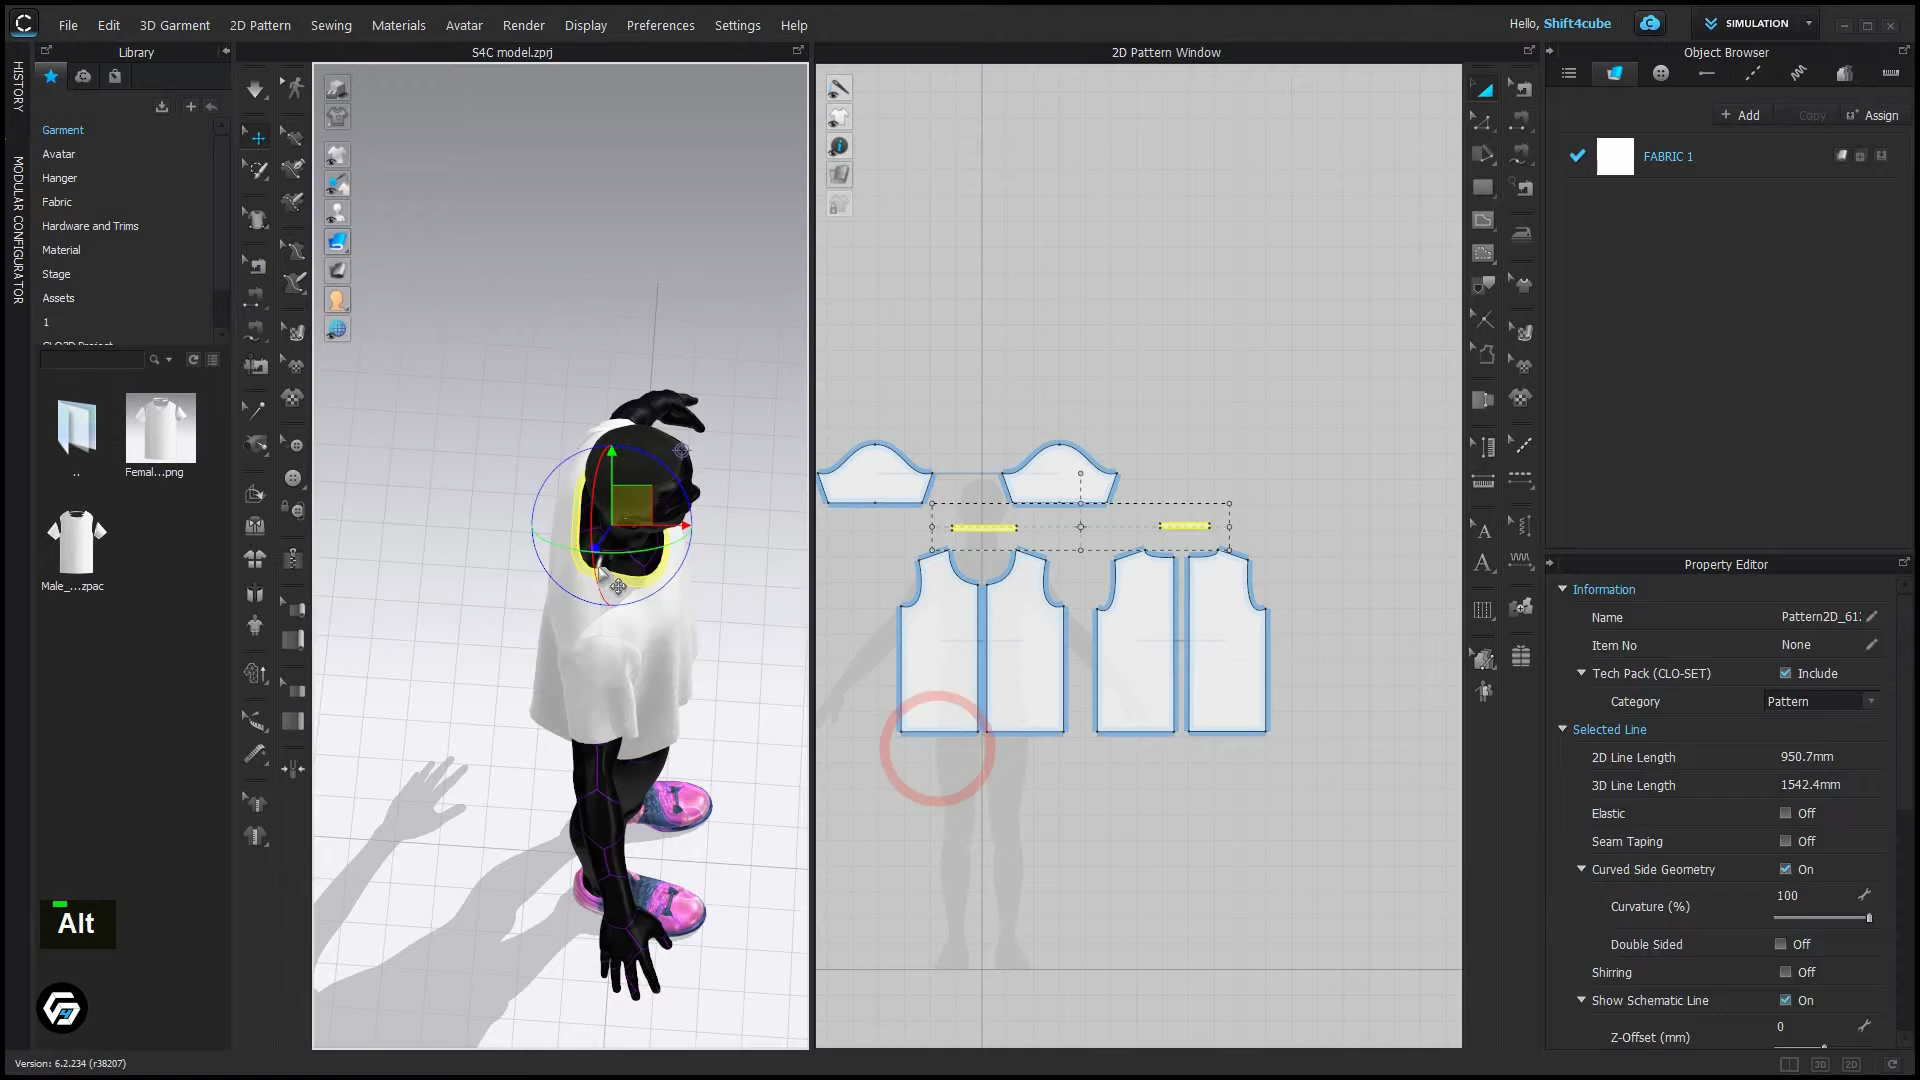 File Edit 3D Garment 2D Pattern Sewing Materials Avatar Render Display Preferences Settings Help
Hello, Shift4cube
SIMULATION
Library
S4C model.zprj
2D Pattern Window
Object Browser
HISTORY
MODULAR CONFIGURATOR
Garment
Avatar
Hanger
Fabric
Hardware and Trims
Material
Stage
Assets
1
CLO3D Project
Femal...png
..
Male_...zpac
Add
Copy
Assign
FABRIC 1
Property Editor
Information
Name Pattern2D_61
Item No None
Tech Pack (CLO-SET) Include
Category Pattern
Selected Line
2D Line Length 950.7mm
3D Line Length 1542.4mm
Elastic Off
Seam Taping Off
Curved Side Geometry On
Curvature (%) 100
Double Sided Off
Shirring Off
Show Schematic Line On
Z-Offset (mm) 0
Alt
Version: 6.2.234 (r38207)
3D
2D